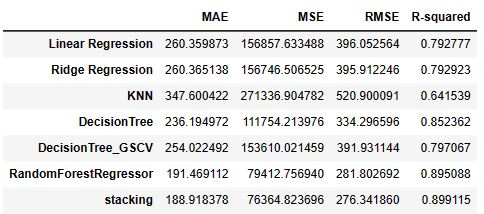 MAE MSE RMSE R-squared
Linear Regression 260.359873 156857.633488 396.052564 0.792777
Ridge Regression 260.365138 156746.506525 395.912246 0.792923
KNN 347.600422 271336.904782 520.900091 0.641539
DecisionTree 236.194972 111754.213976 334.296596 0.852362
DecisionTree_GSCV 254.022492 153610.021459 391.931144 0.797067
RandomForestRegressor 191.469112 79412.756940 281.802692 0.895088
stacking 188.918378 76364.823696 276.341860 0.899115